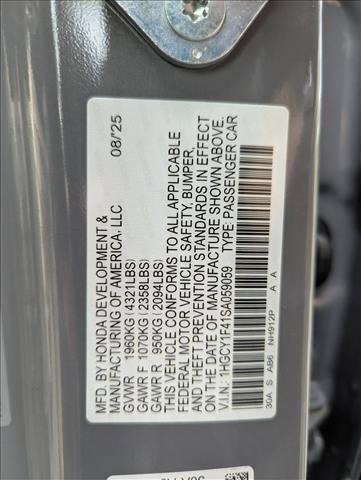 MFD. BY HONDA DEVELOPMENT & 08/'25
MANUFACTURING OF AMERICA, LLC
GVWR 1960KG (4321LBS)
GAWR F 1070KG (2358LBS)
GAWR R 950KG (2094LBS)
THIS VEHICLE CONFORMS TO ALL APPLICABLE
FEDERAL MOTOR VEHICLE SAFETY, BUMPER,
AND THEFT PREVENTION STANDARDS IN EFFECT
ON THE DATE OF MANUFACTURE SHOWN ABOVE.
V.I.N.: 1HGCY1F41SA059059 TYPE: PASSENGER CAR
30A S AB6 NH912P A A